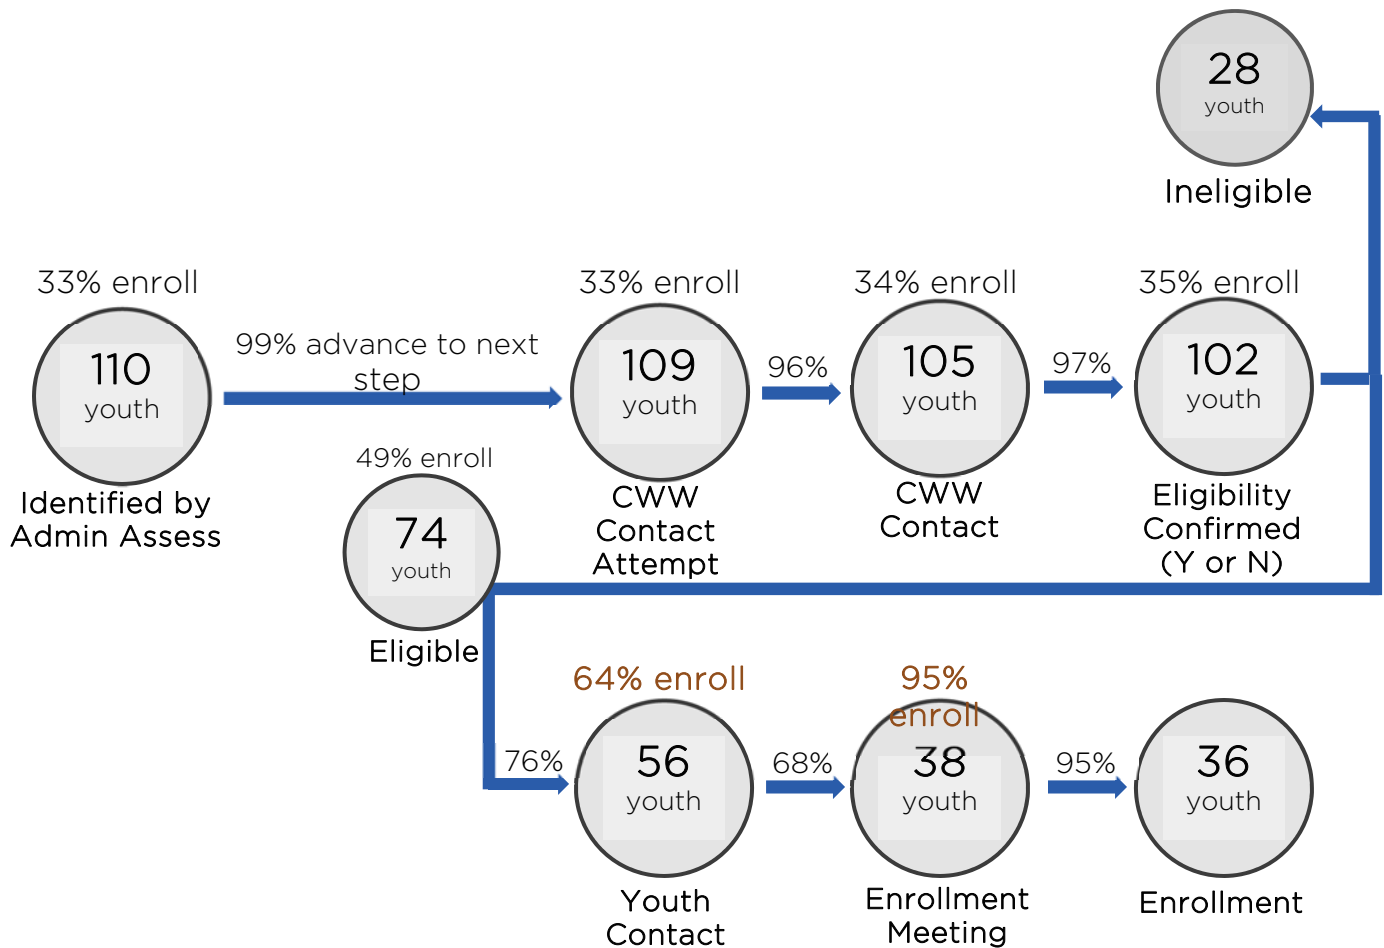 28
youth
Ineligible
33% enroll
110
youth
Identified by
Admin Assess
99% advance to next
step
33% enroll
109
youth
CWW
Contact
Attempt
96%
34% enroll
105
youth
CWW
Contact
97%
35% enroll
102
youth
Eligibility
Confirmed
(Y or N)
49% enroll
74
youth
Eligible
76%
64% enroll
56
youth
Youth
Contact
68%
95%
enroll
38
youth
Enrollment
Meeting
95%
36
youth
Enrollment